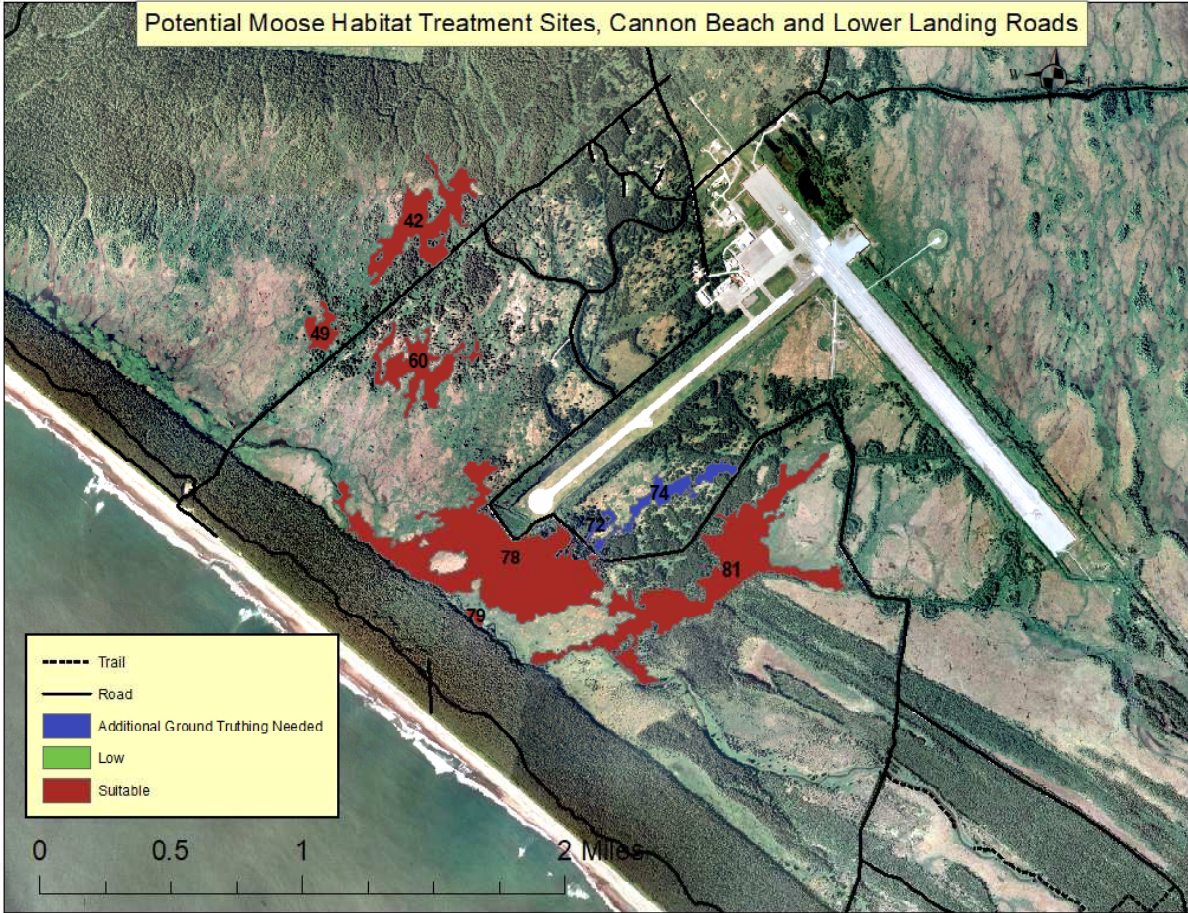 Potential Moose Habitat Treatment Sites, Cannon Beach and Lower Landing Roads
W
S
42
49
60
74
72
78
81
79
Trail
Road
Additional Ground Truthing Needed
Low
Suitable
0 0.5 1 2 Miles